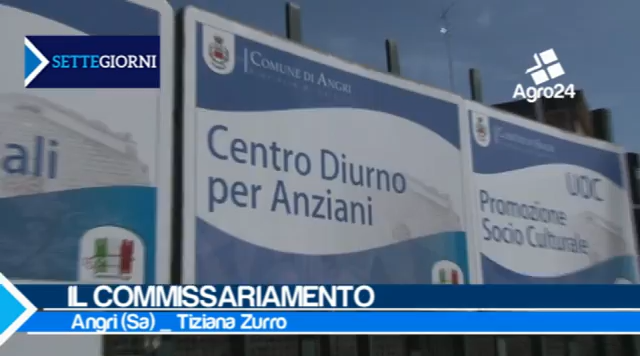 SETTEGIORNI
Agro24
COMUNE DI ANGRI
ali
Centro Diurno
per Anziani
UOC
Promozione
Socio Culturale
IL COMMISSARIAMENTO
Angri (Sa) _ Tiziana Zurro